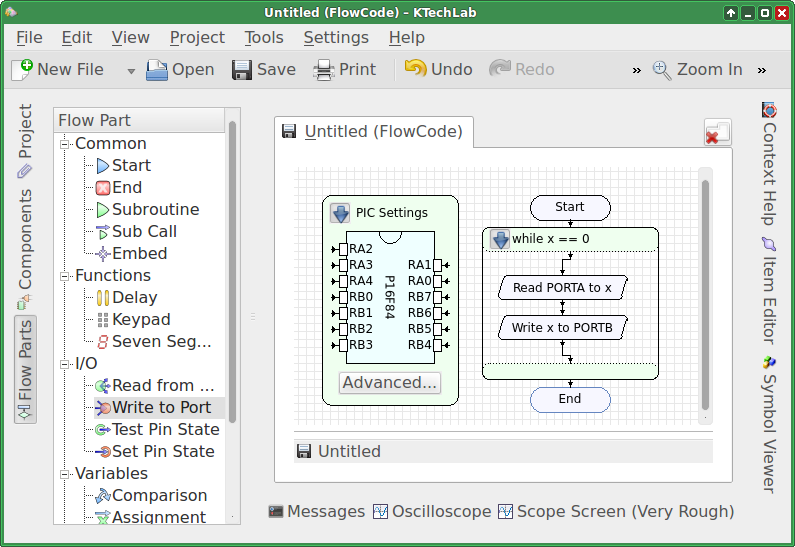 Untitled (FlowCode) – KTechLab
File Edit View Project Tools Settings Help
New File Open Save Print Undo Redo » Zoom In »
Project
Components
Flow Parts
Flow Part
Common
Start
End
Subroutine
Sub Call
Embed
Functions
Delay
Keypad
Seven Seg...
I/O
Read from ...
Write to Port
Test Pin State
Set Pin State
Variables
Comparison
Assignment
Untitled (FlowCode)
PIC Settings
P16F84
RA2
RA3
RA4
RB0
RB1
RB2
RB3
RA1
RA0
RB7
RB6
RB5
RB4
Advanced...
Start
while x == 0
Read PORTA to x
Write x to PORTB
End
Untitled
Messages Oscilloscope Scope Screen (Very Rough)
Context Help
Item Editor
Symbol Viewer